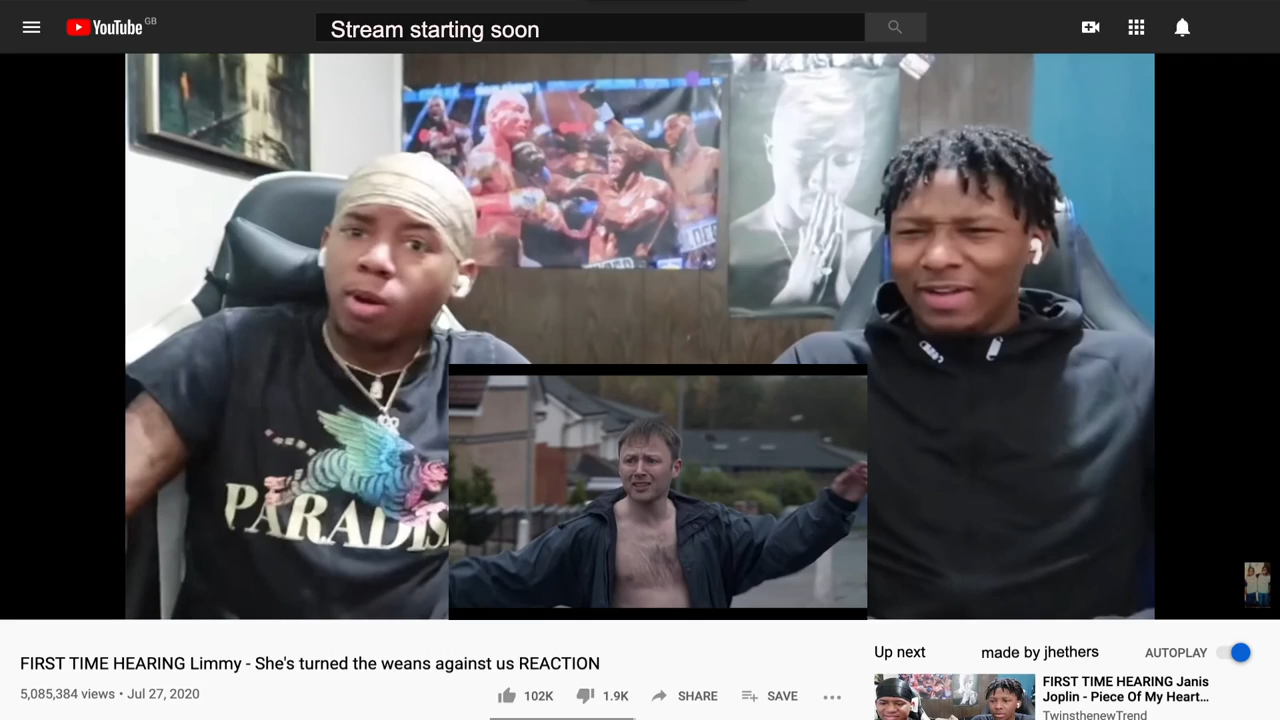 YouTube GB
Stream starting soon
PARADIS
FIRST TIME HEARING Limmy - She's turned the weans against us REACTION
5,085,384 views • Jul 27, 2020
102K
1.9K
SHARE
SAVE
Up next
made by jhethers
AUTOPLAY
FIRST TIME HEARING Janis
Joplin - Piece Of My Heart...
TwinsthenewTrend